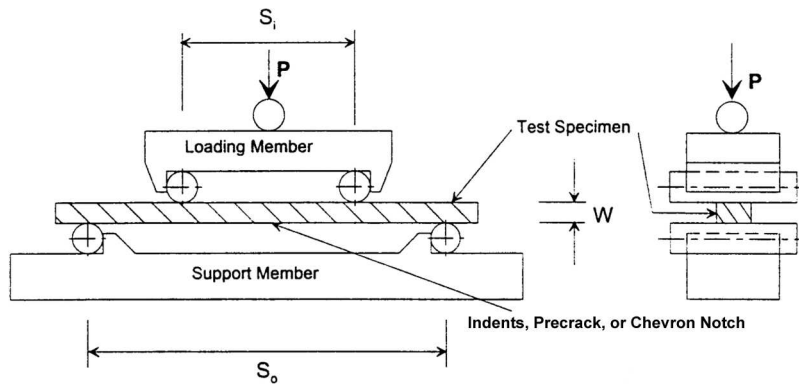 Si
P
P
Test Specimen
Loading Member
W
Support Member
Indents, Precrack, or Chevron Notch
So